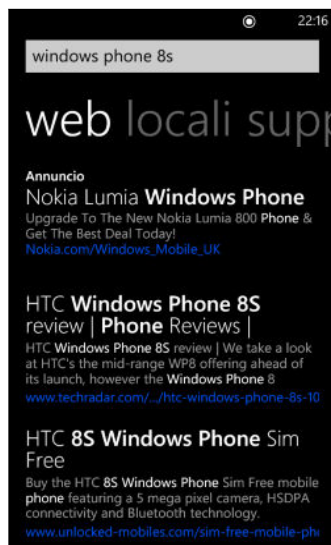 22:16
windows phone 8s
web locali supp
Annuncio
Nokia Lumia Windows Phone
Upgrade To The New Nokia Lumia 800 Phone &
Get The Best Deal Today!
Nokia.com/Windows_Mobile_UK
HTC Windows Phone 8S
review | Phone Reviews |
HTC Windows Phone 8S review | We take a look
at HTC's the mid-range WP8 offering ahead of
its launch, however the Windows Phone 8
www.techradar.com/.../htc-windows-phone-8s-10
HTC 8S Windows Phone Sim
Free
Buy the HTC 8S Windows Phone Sim Free mobile
phone featuring a 5 mega pixel camera, HSDPA
connectivity and Bluetooth technology.
www.unlocked-mobiles.com/sim-free-mobile-pho